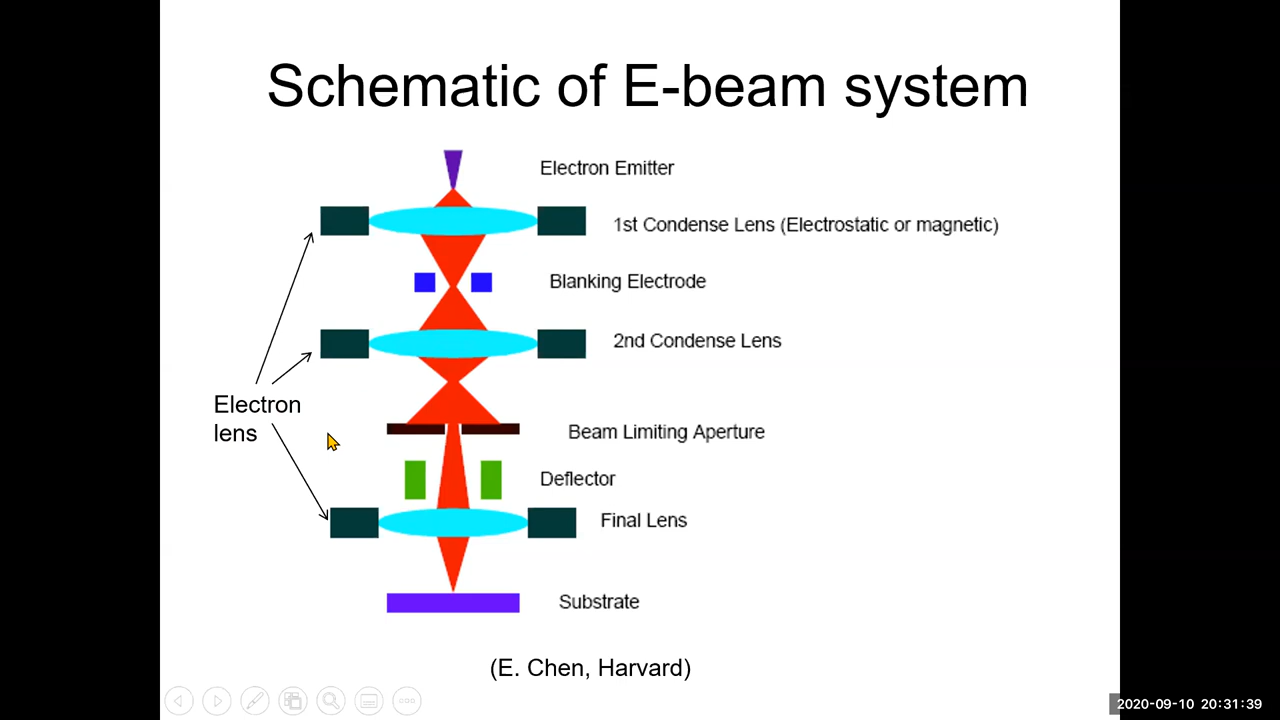 Schematic of E-beam system
Electron Emitter
1st Condense Lens (Electrostatic or magnetic)
Blanking Electrode
2nd Condense Lens
Electron
lens
Beam Limiting Aperture
Deflector
Final Lens
Substrate
(E. Chen, Harvard)
2020-09-10 20:31:39